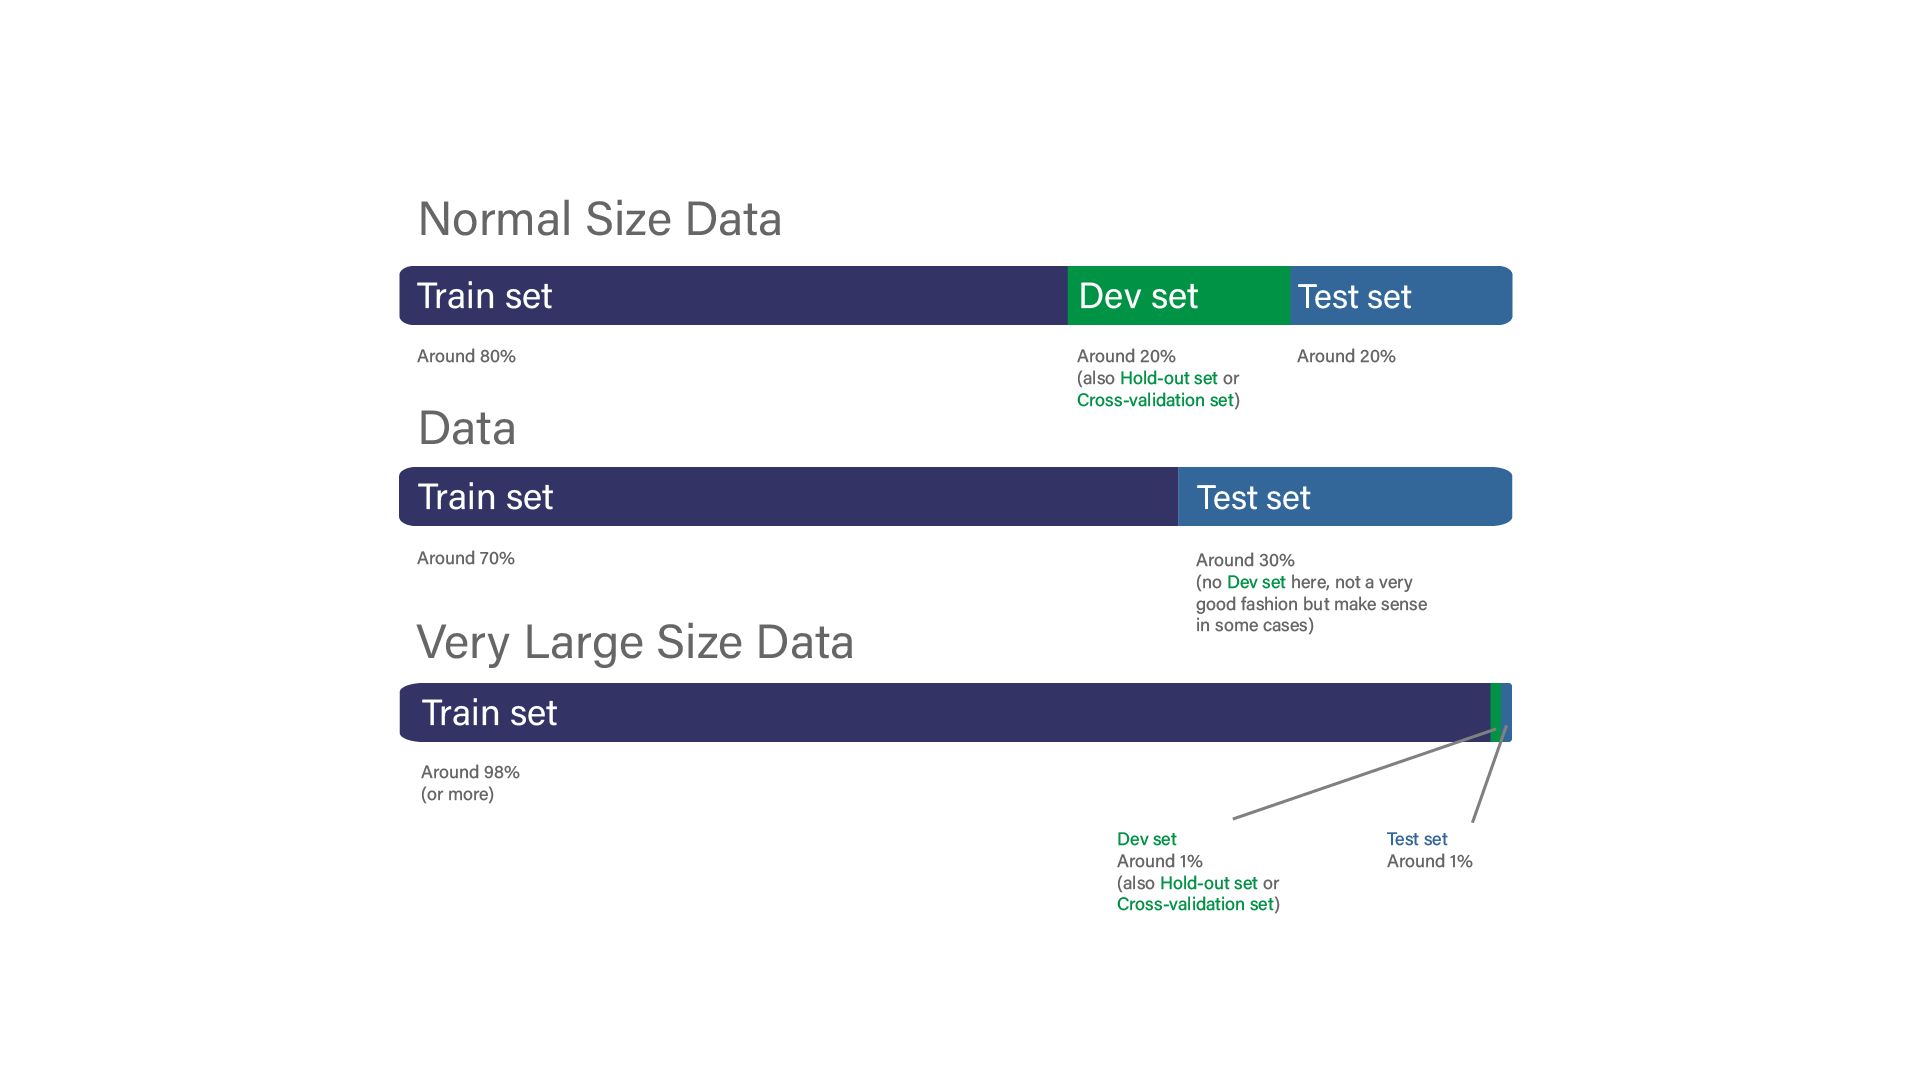 Normal Size Data
Train set
Dev set
Test set
Around 80%
Around 20%
(also Hold-out set or
Cross-validation set)
Around 20%
Data
Train set
Test set
Around 70%
Around 30%
(no Dev set here, not a very
good fashion but make sense
in some cases)
Very Large Size Data
Train set
Around 98%
(or more)
Dev set
Around 1%
(also Hold-out set or
Cross-validation set)
Test set
Around 1%